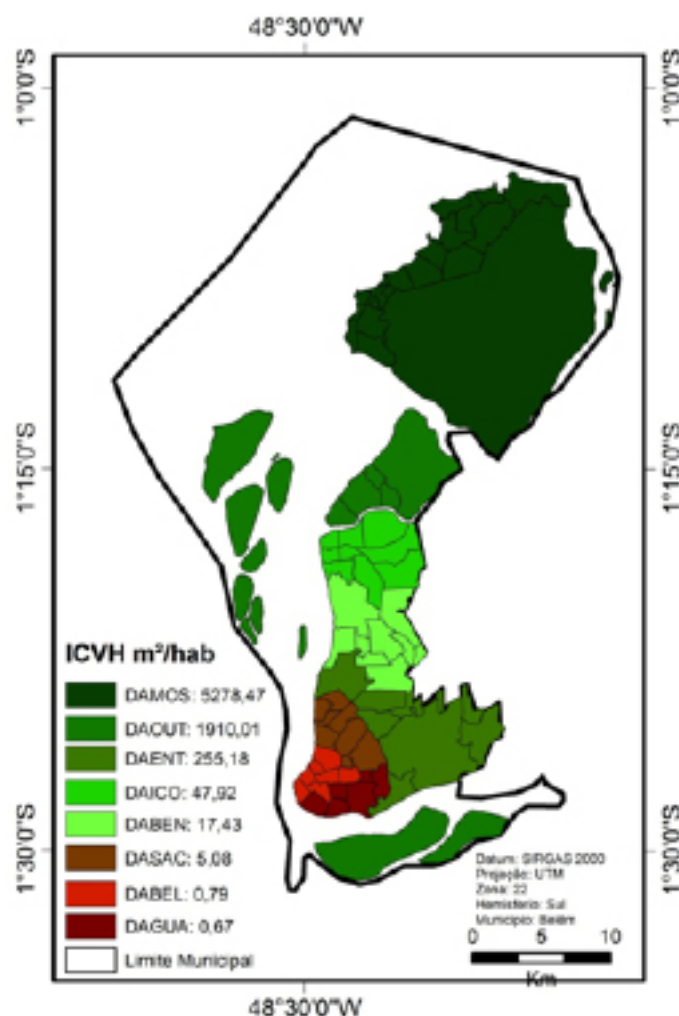 48°30'0"W
1°0'0"S
1°0'0"S
1°15'0"S
1°15'0"S
ICVH m²/hab
DAMOS: 5278,47
DAOUT: 1910,01
DAENT: 255,18
DAICO: 47,92
DABEN: 17,43
DASAC: 5,08
DABEL: 0,79
DAGUA: 0,67
Limite Municipal
1°30'0"S
1°30'0"S
Datum: SIRGAS 2000
Projeção: UTM
Zona: 22
Hemisferio: Sul
Municipio: Belém
0 5 10
Km
48°30'0"W